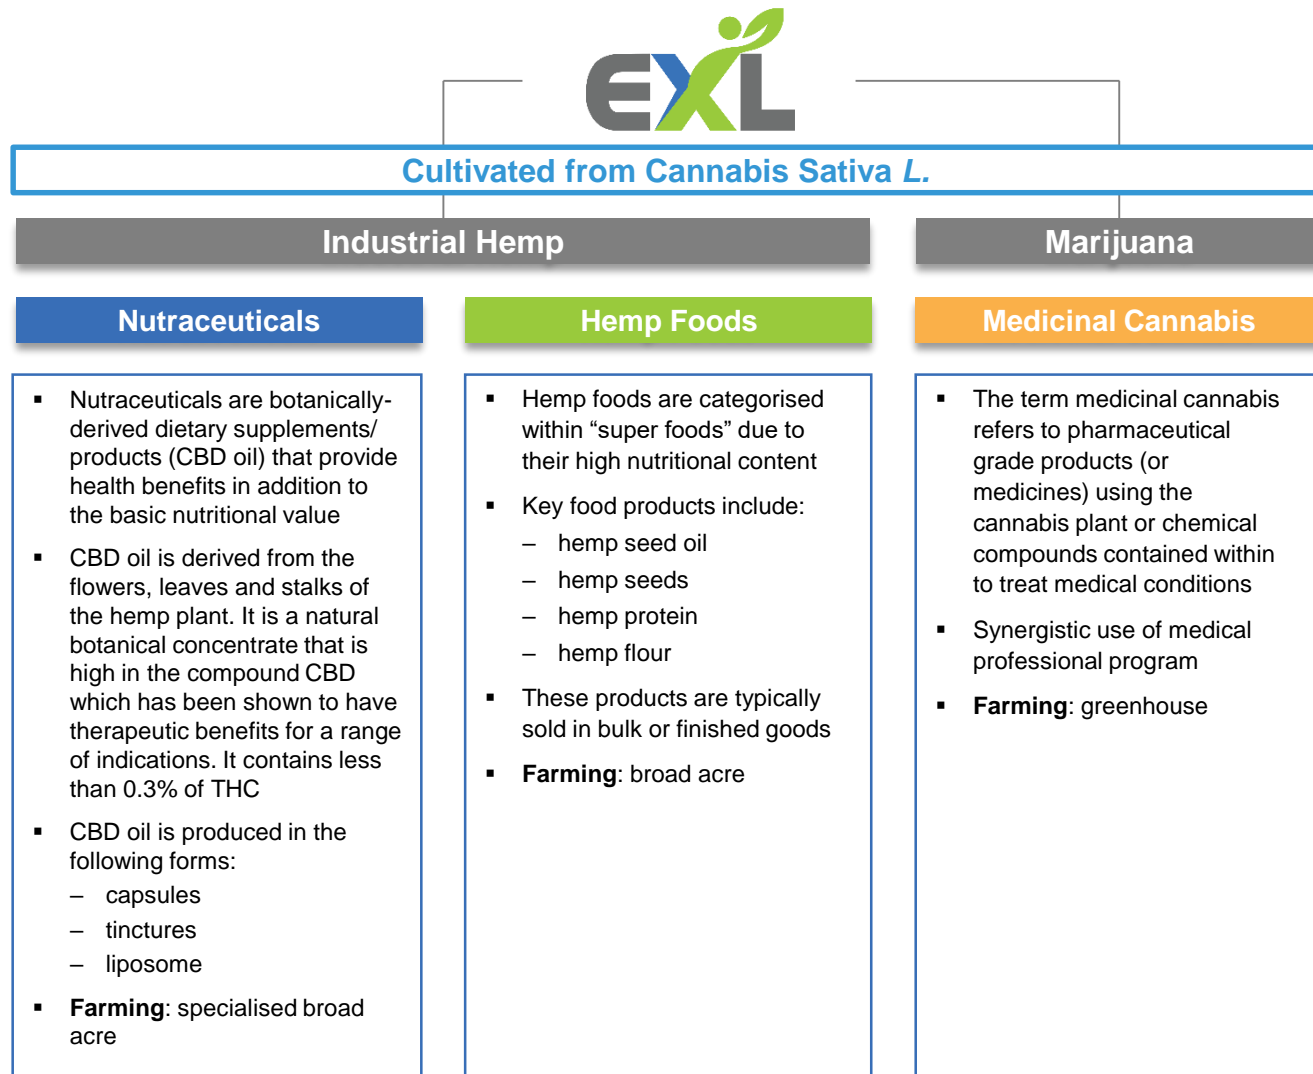 EXL
Cultivated from Cannabis Sativa L.
Industrial Hemp
Marijuana
Nutraceuticals
Hemp Foods
Medicinal Cannabis
▪ Nutraceuticals are botanically-
derived dietary supplements/
products (CBD oil) that provide
health benefits in addition to
the basic nutritional value
▪ CBD oil is derived from the
flowers, leaves and stalks of
the hemp plant. It is a natural
botanical concentrate that is
high in the compound CBD
which has been shown to have
therapeutic benefits for a range
of indications. It contains less
than 0.3% of THC
▪ CBD oil is produced in the
following forms:
– capsules
– tinctures
– liposome
▪ Farming: specialised broad
acre
▪ Hemp foods are categorised
within “super foods” due to
their high nutritional content
▪ Key food products include:
– hemp seed oil
– hemp seeds
– hemp protein
– hemp flour
▪ These products are typically
sold in bulk or finished goods
▪ Farming: broad acre
▪ The term medicinal cannabis
refers to pharmaceutical
grade products (or
medicines) using the
cannabis plant or chemical
compounds contained within
to treat medical conditions
▪ Synergistic use of medical
professional program
▪ Farming: greenhouse